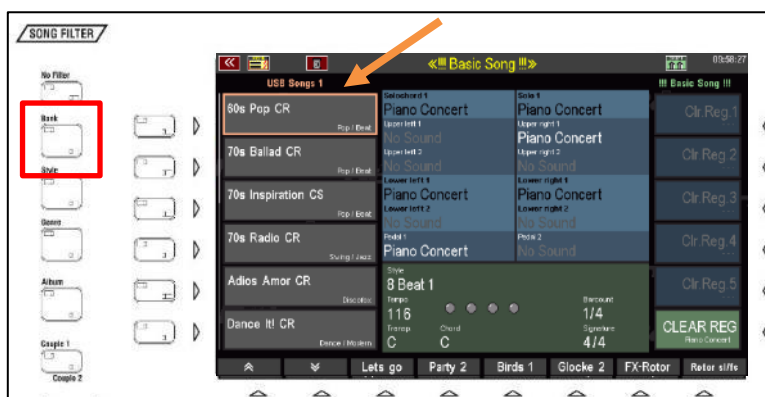 SONG FILTER
No Filter
Bank
Style
Genre
Album
Couple 1
Couple 2
«!!! Basic Song !!!»
09:58:27
USB Songs 1
!!! Basic Song !!!
60s Pop CR
Pop / Beat
70s Ballad CR
Pop / Beat
70s Inspiration CS
Pop / Beat
70s Radio CR
Swing / Jazz
Adios Amor CR
Discofox
Dance It! CR
Dance / Modern
Solochord 1
Piano Concert
Upper left 1
No Sound
Upper left 2
No Sound
Lower left 1
Piano Concert
Lower left 2
No Sound
Pedal 1
Piano Concert
Solo 1
Piano Concert
Upper right 1
Piano Concert
Upper right 2
No Sound
Lower right 1
Piano Concert
Lower right 2
No Sound
Pedal 2
No Sound
Style
8 Beat 1
Tempo
116
Barcount
1/4
Transp.
C
Chord
C
Signature
4/4
Clr.Reg.1
Clr.Reg.2
Clr.Reg.3
Clr.Reg.4
Clr.Reg.5
CLEAR REG
Piano Concert
Lets go
Party 2
Birds 1
Glocke 2
FX-Rotor
Rotor sl/fs